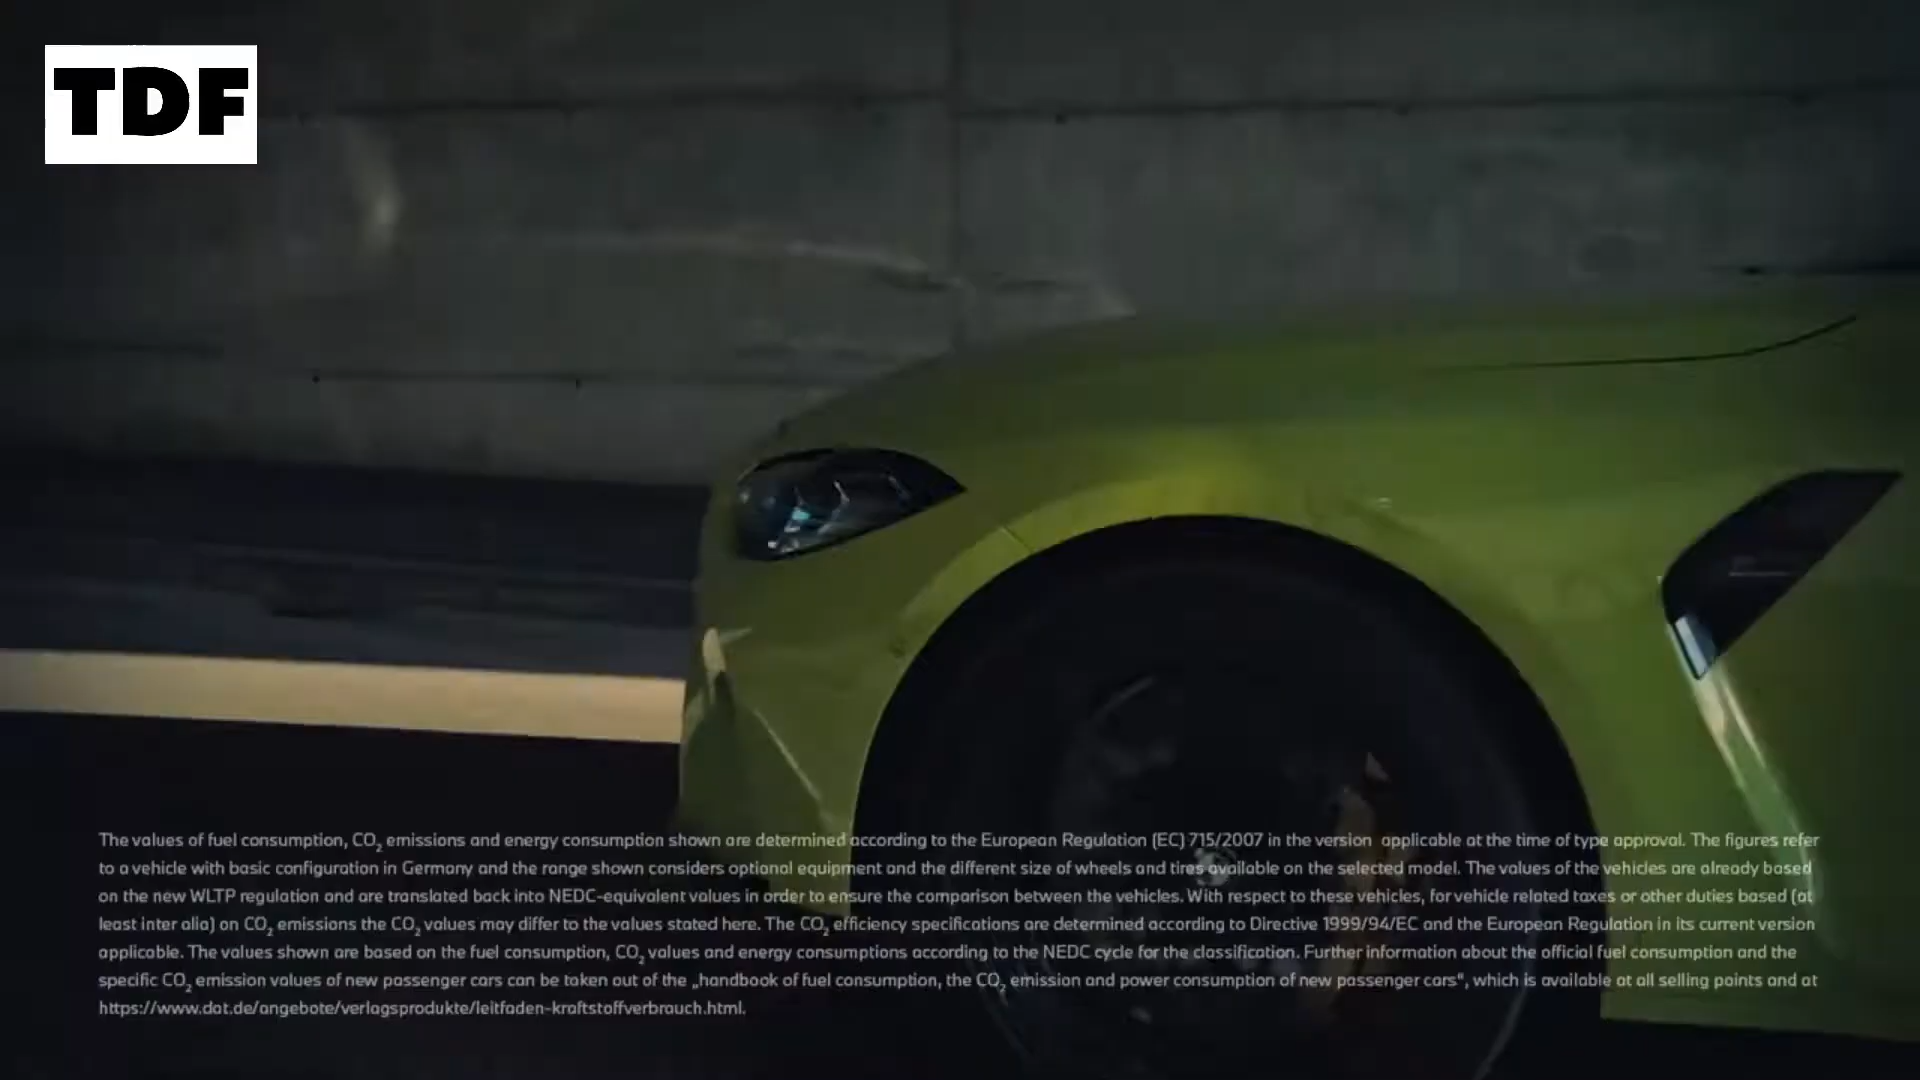 TDF
The values of fuel consumption, CO₂ emissions and energy consumption shown are determined according to the European Regulation (EC) 715/2007 in the version applicable at the time of type approval. The figures refer
to a vehicle with basic configuration in Germany and the range shown considers optional equipment and the different size of wheels and tires available on the selected model. The values of the vehicles are already based
on the new WLTP regulation and are translated back into NEDC-equivalent values in order to ensure the comparison between the vehicles. With respect to these vehicles, for vehicle related taxes or other duties based (at
least inter alia) on CO₂ emissions the CO₂ values may differ to the values stated here. The CO₂ efficiency specifications are determined according to Directive 1999/94/EC and the European Regulation in its current version
applicable. The values shown are based on the fuel consumption, CO₂ values and energy consumptions according to the NEDC cycle for the classification. Further information about the official fuel consumption and the
specific CO₂ emission values of new passenger cars can be taken out of the „handbook of fuel consumption, the CO₂ emission and power consumption of new passenger cars“, which is available at all selling points and at
https://www.dat.de/angebote/verlagsprodukte/leitfaden-kraftstoffverbrauch.html.